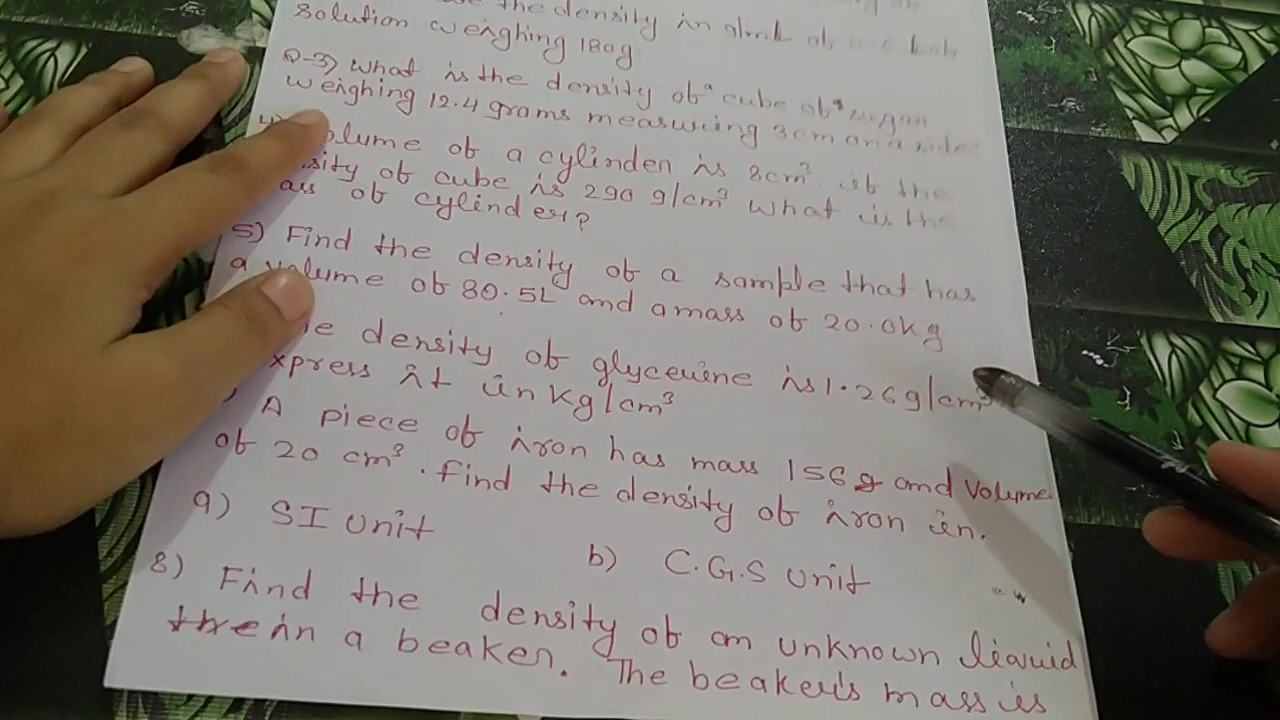 the density in
solution weighing 180g
Q-3) What is the density of a cube of a sugar
weighing 12.4 grams measuring 3cm on a side.
volume of a cylinder is 8cm³. if the
sity of cube is 290 g/cm³ what is the
of cylinder?
5) Find the density of a sample that has
a volume of 80.5L and a mass of 20.0kg
density of glycerine is 1.26g/cm³
xpress it in kg/cm³
A piece of iron has mass 156g and volume
of 20 cm³. find the density of iron in.
a) SI unit
b) C.G.S unit
8) Find the density of an unknown liquid
in a beaker. The beaker's mass is